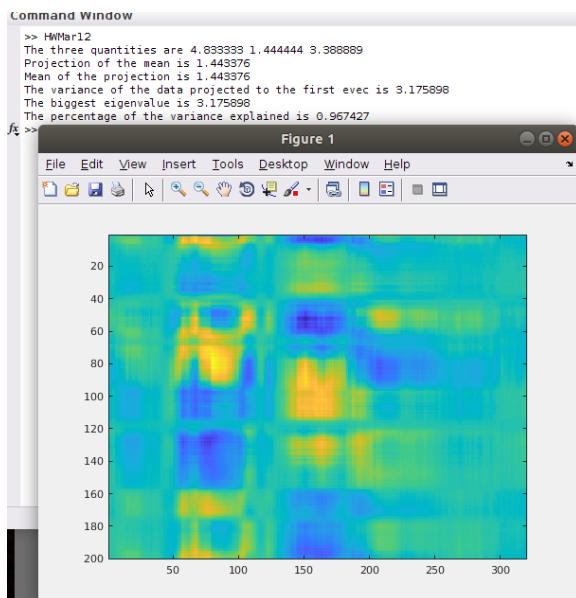 Command Window
>> HWMar12
The three quantities are 4.833333 1.444444 3.388889
Projection of the mean is 1.443376
Mean of the projection is 1.443376
The variance of the data projected to the first evec is 3.175898
The biggest eigenvalue is 3.175898
The percentage of the variance explained is 0.967427
fx >>
Figure 1
File Edit View Insert Tools Desktop Window Help
20
40
60
80
100
120
140
160
180
200
50 100 150 200 250 300